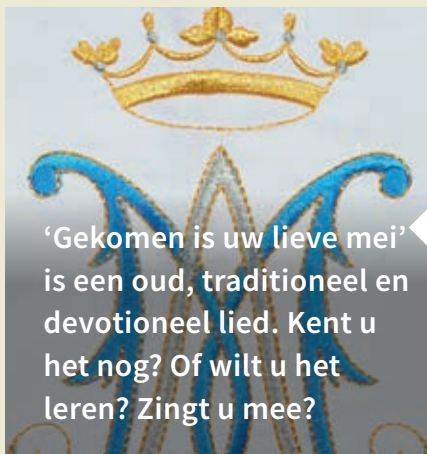 ‘Gekomen is uw lieve mei’
is een oud, traditioneel en
devotioneel lied. Kent u
het nog? Of wilt u het
leren? Zingt u mee?